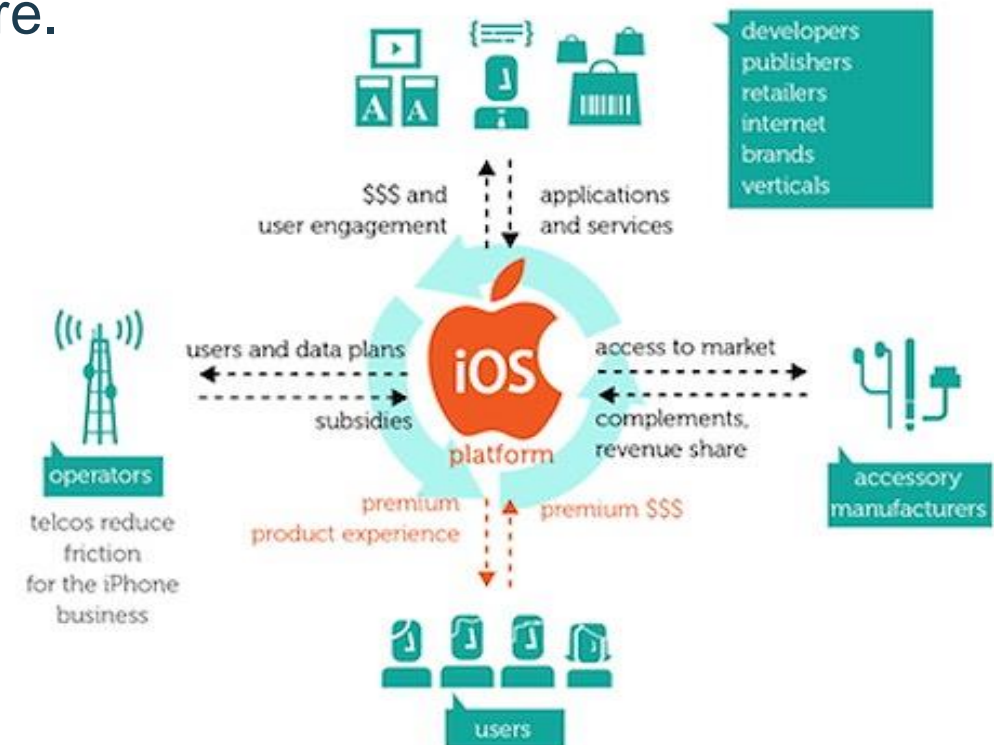 re.
developers
publishers
retailers
internet
brands
verticals
{≡}
A A
$$$ and
user engagement
applications
and services
users and data plans
subsidies
iOS
platform
access to market
complements,
revenue share
operators
telcos reduce
friction
for the iPhone
business
accessory
manufacturers
premium
product experience
premium $$$
users